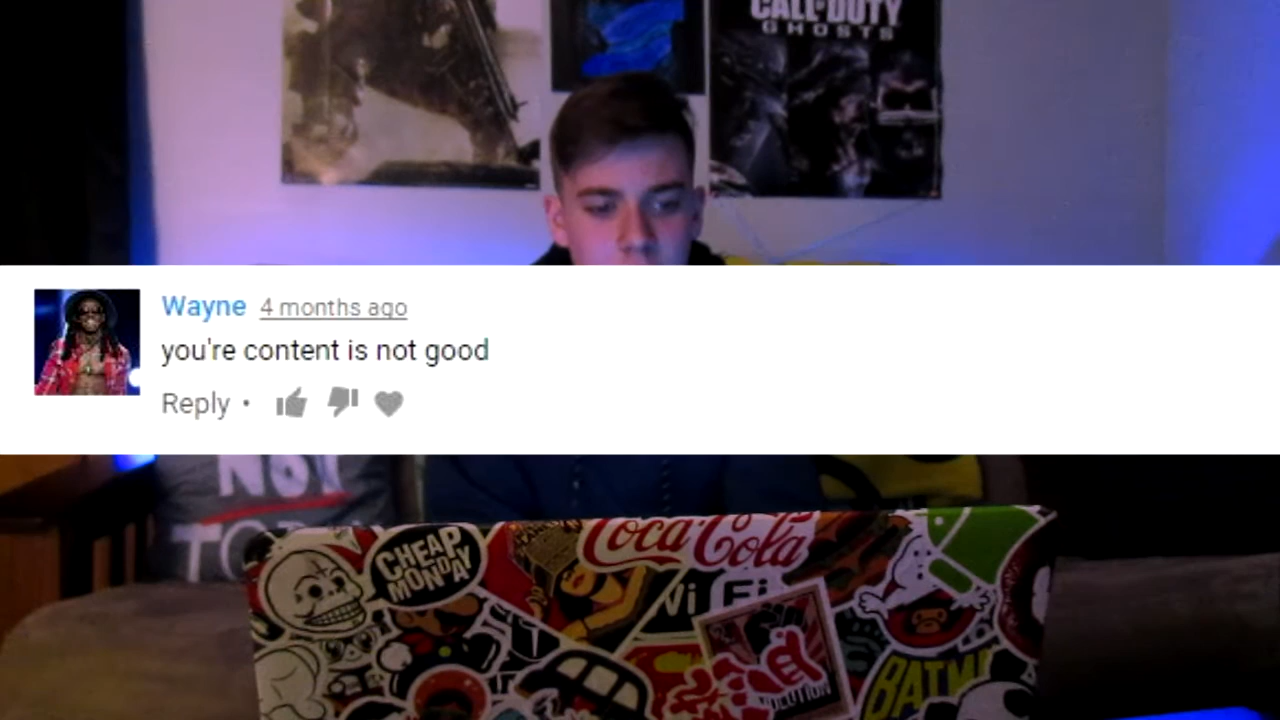 CALL·DUTY
GHOSTS
Wayne 4 months ago
you're content is not good
Reply •
NOT
CHEAP
MONDAY
Coca-Cola
Wi Fi